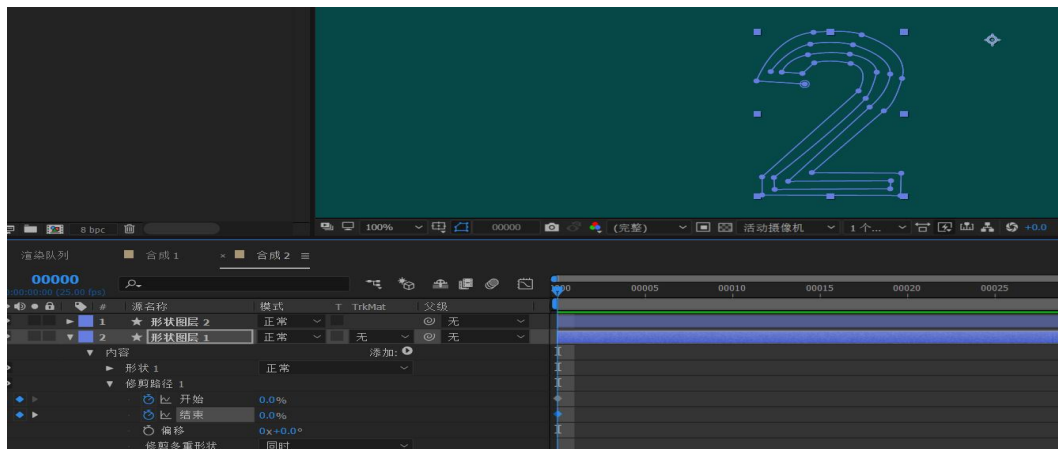 2
8 bpc
100%
00000
(完整)
活动摄像机
1 个...
+0.0
渲染队列
合成 1 ×
合成 2 ≡
00000
0:00:00:00 (25.00 fps)
00005
00010
00015
00020
00025
# 源名称 模式 T TrkMat 父级
1 ★ 形状图层 2 正常 无
2 ★ 形状图层 1 正常 无 无
内容 添加:
形状 1 正常
修剪路径 1
开始 0.0%
结束 0.0%
偏移 0x+0.0°
修剪多重形状 同时